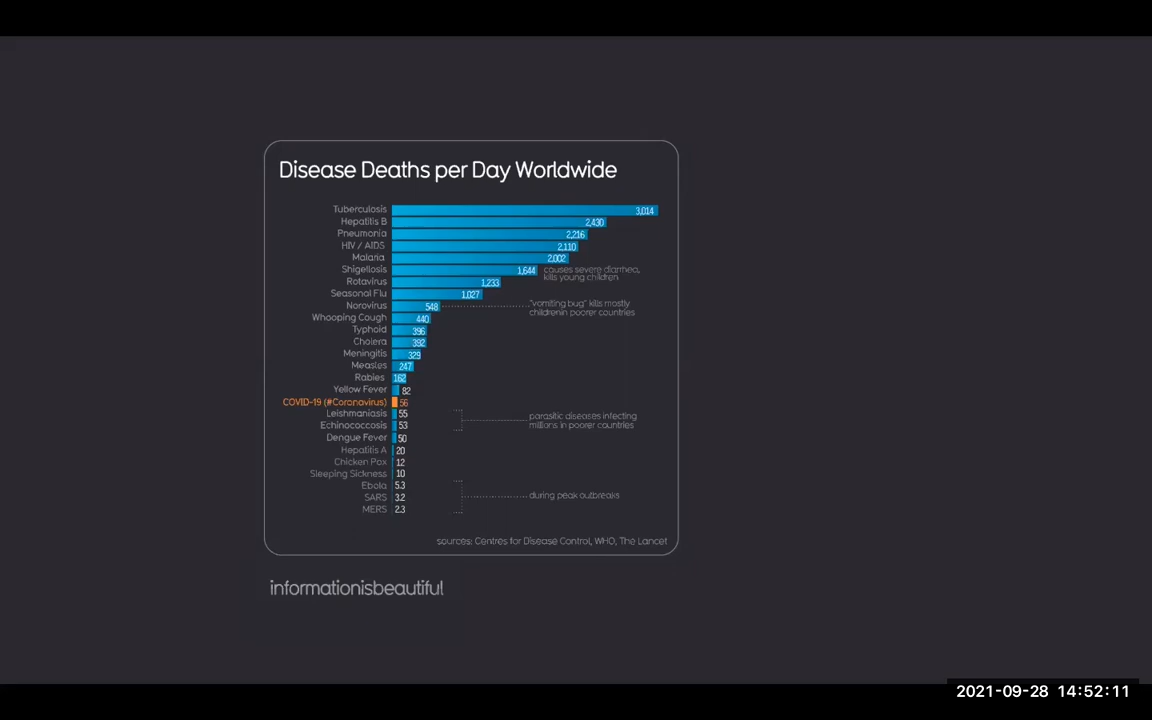 Disease Deaths per Day Worldwide
Tuberculosis 3,014
Hepatitis B 2,430
Pneumonia 2,216
HIV / AIDS 2,110
Malaria 2,002
Shigellosis 1,644 causes severe diarrhea,
kills young children
Rotavirus 1,233
Seasonal Flu 1,027
Norovirus 548 "vomiting bug" kills mostly
childrenin poorer countries
Whooping Cough 440
Typhoid 396
Cholera 392
Meningitis 329
Measles 247
Rabies 162
Yellow Fever 82
COVID-19 (#Coronavirus) 56
Leishmaniasis 55 parasitic diseases infecting
Echinococcosis 53 millions in poorer countries
Dengue Fever 50
Hepatitis A 20
Chicken Pox 12
Sleeping Sickness 10
Ebola 5.3
SARS 3.2 during peak outbreaks
MERS 2.3
sources: Centres for Disease Control, WHO, The Lancet
informationisbeautiful
2021-09-28 14:52:11